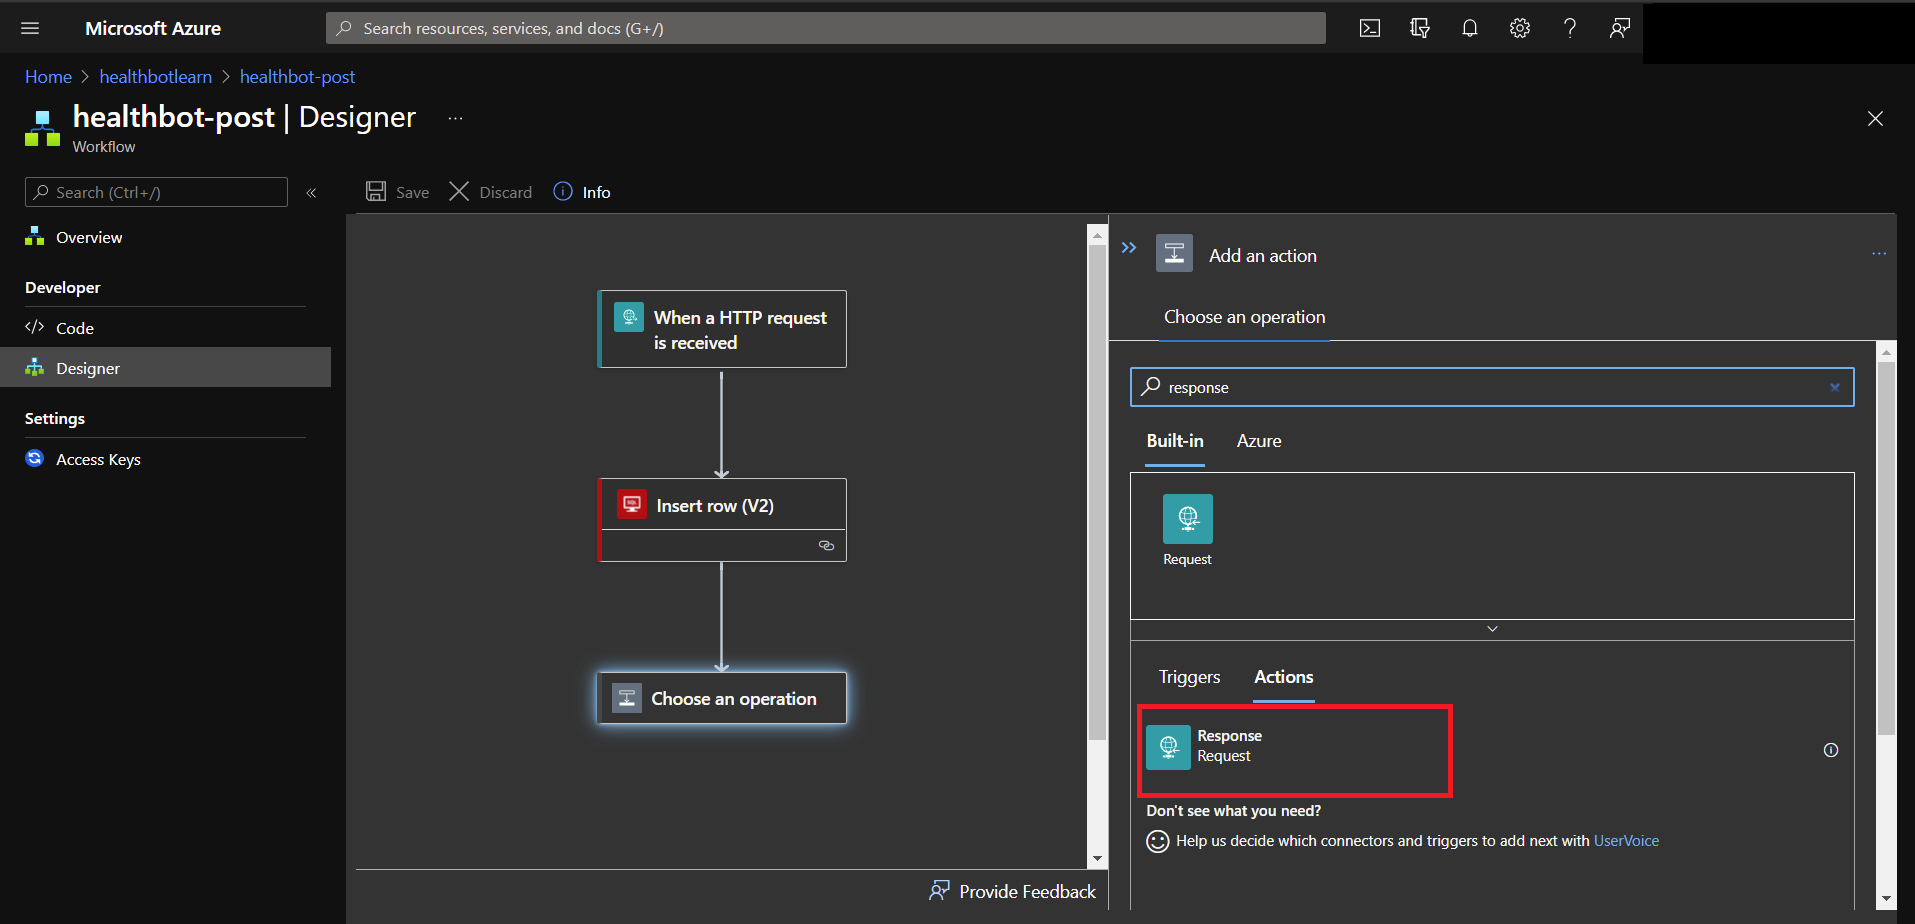 Microsoft Azure
Search resources, services, and docs (G+/)
Home > healthbotlearn > healthbot-post
healthbot-post | Designer ...
Workflow
Search (Ctrl+/)
Overview
Developer
Code
Designer
Settings
Access Keys
Save Discard Info
When a HTTP request
is received
Insert row (V2)
Choose an operation
Provide Feedback
Add an action
Choose an operation
response
Built-in Azure
Request
Triggers Actions
Response
Request
Don't see what you need?
Help us decide which connectors and triggers to add next with UserVoice